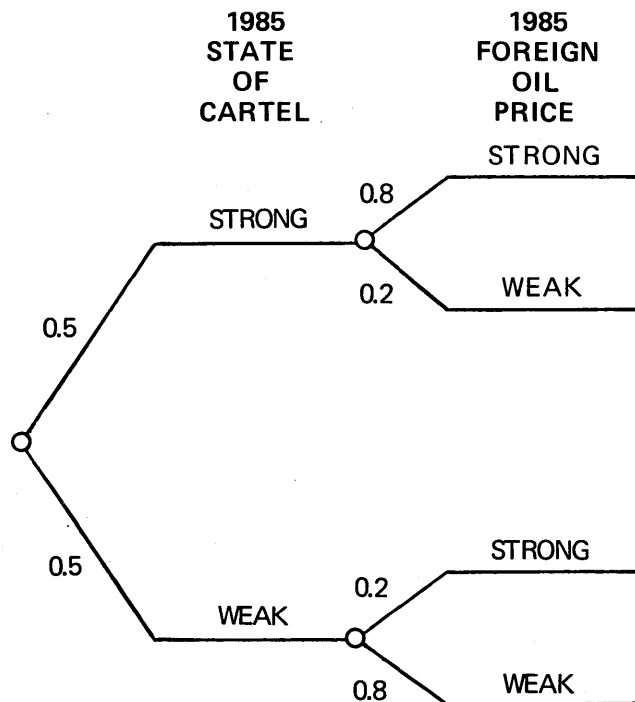 1985
STATE
OF
CARTEL
1985
FOREIGN
OIL
PRICE
STRONG
0.8
STRONG
0.2
WEAK
0.5
0.5
STRONG
0.2
WEAK
0.8
WEAK